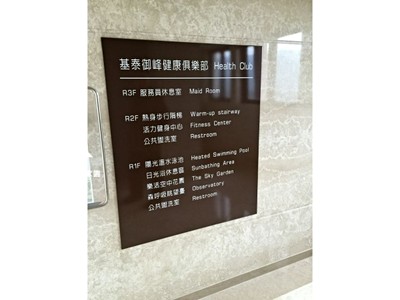 基泰御峰健康俱樂部 Health Club
R3F 服務員休息室 Maid Room
R2F 熱身步行階梯 Warm-up stairway
活力健身中心 Fitness Center
公共盥洗室 Restroom
R1F 陽光溫水泳池 Heated Swimming Pool
日光浴休息區 Sunbathing Area
樂活空中花園 The Sky Garden
森呼吸眺望臺 Observatory
公共盥洗室 Restroom